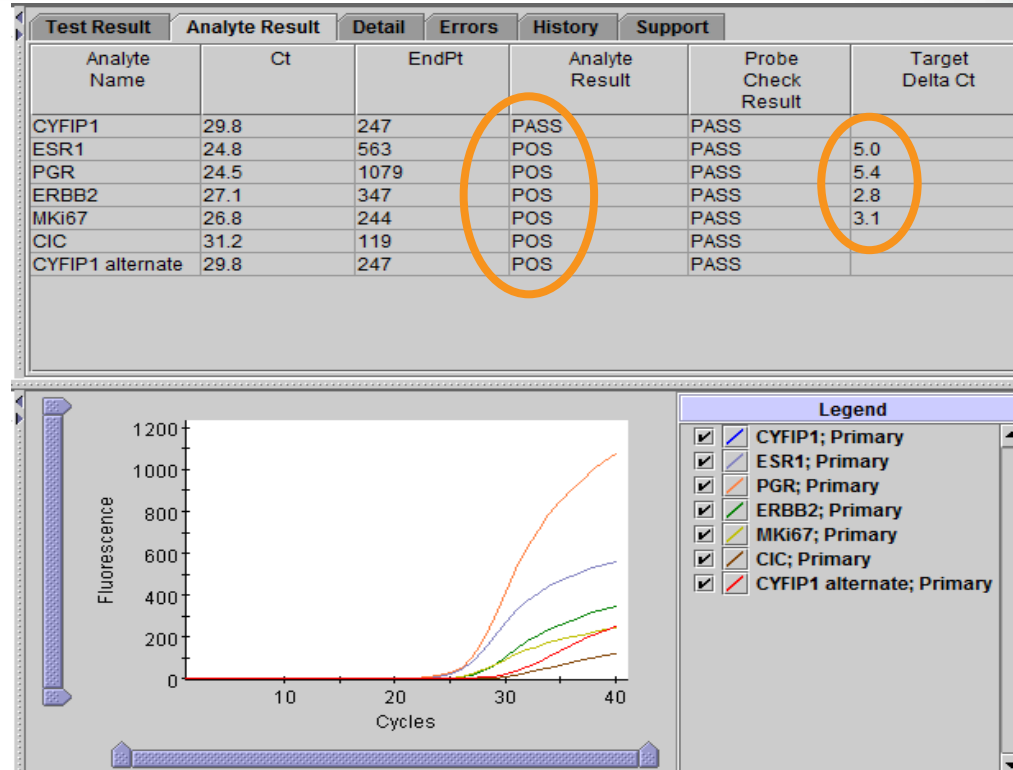 Test Result Analyte Result Detail Errors History Support
Analyte Name Ct EndPt Analyte Result Probe Check Result Target Delta Ct
CYFIP1 29.8 247 PASS PASS
ESR1 24.8 563 POS PASS 5.0
PGR 24.5 1079 POS PASS 5.4
ERBB2 27.1 347 POS PASS 2.8
MKi67 26.8 244 POS PASS 3.1
CIC 31.2 119 POS PASS
CYFIP1 alternate 29.8 247 POS PASS
1200
1000
800
600
400
200
0
Fluorescence
10 20 30 40
Cycles
Legend
CYFIP1; Primary
ESR1; Primary
PGR; Primary
ERBB2; Primary
MKi67; Primary
CIC; Primary
CYFIP1 alternate; Primary